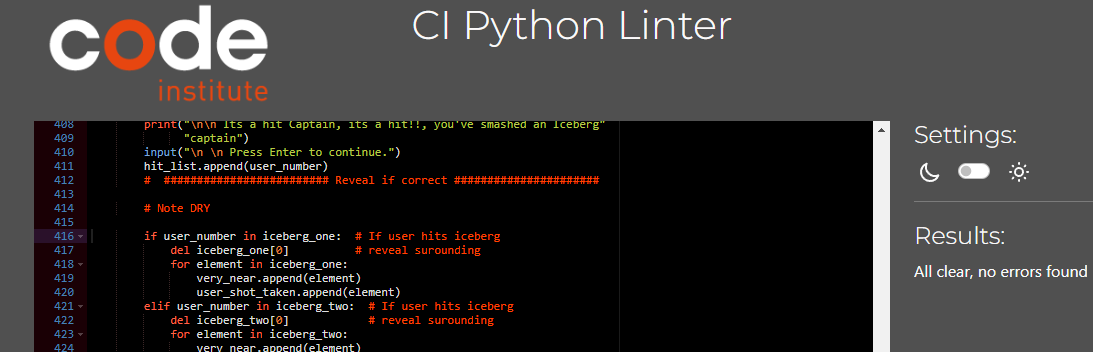 code
institute
CI Python Linter
408 print("\n\n Its a hit Captain, its a hit!!, you've smashed an Iceberg"
409 "captain")
410 input("\n \n Press Enter to continue.")
411 hit_list.append(user_number)
412 # ######################### Reveal if correct ######################
413
414 # Note DRY
415
416 if user_number in iceberg_one: # If user hits iceberg
417 del iceberg_one[0] # reveal surounding
418 for element in iceberg_one:
419 very_near.append(element)
420 user_shot_taken.append(element)
421 elif user_number in iceberg_two: # If user hits iceberg
422 del iceberg_two[0] # reveal surounding
423 for element in iceberg_two:
424 very_near.append(element)
Settings:
Results:
All clear, no errors found